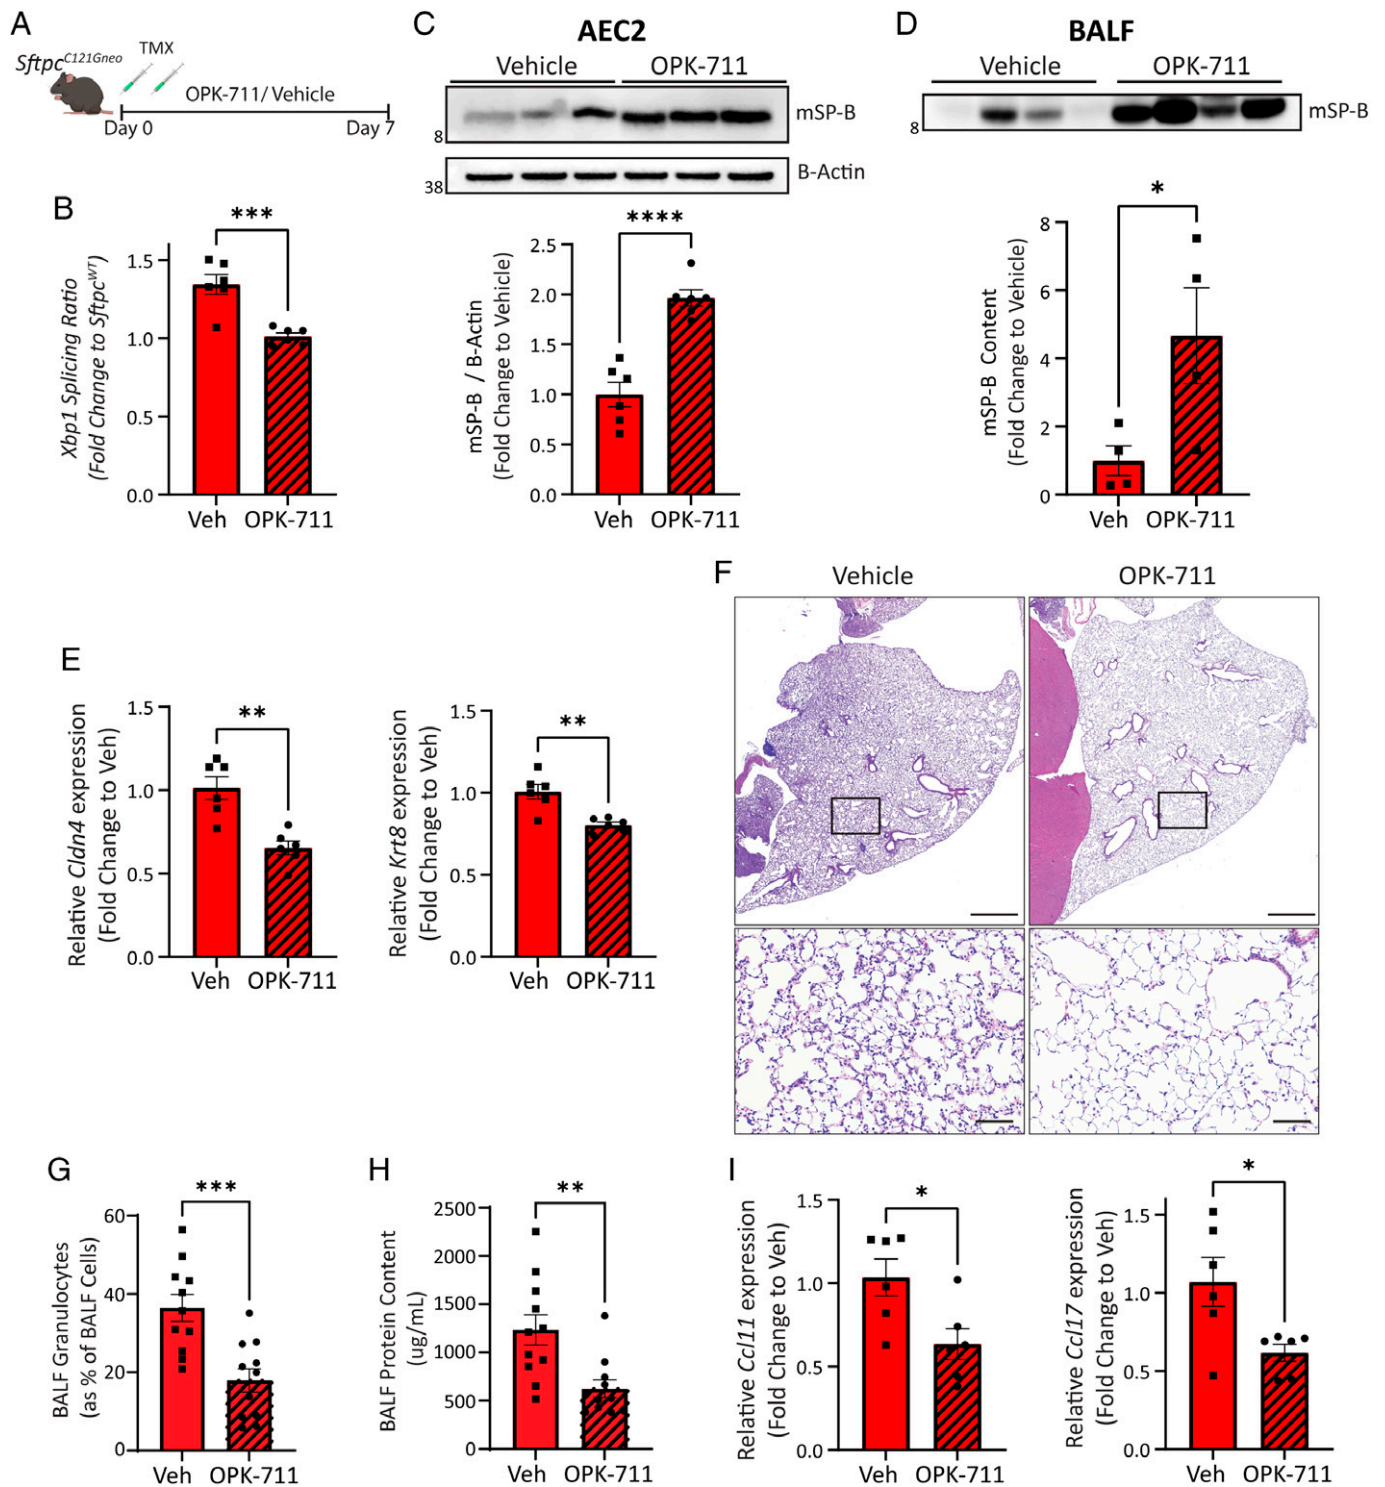 A
Sftpc^C121Gneo
TMX
OPK-711/ Vehicle
Day 0
Day 7
B
***
Xbp1 Splicing Ratio
(Fold Change to Sftpc^WT)
1.5
1.0
0.5
0.0
Veh
OPK-711
C
AEC2
Vehicle
OPK-711
mSP-B
8
B-Actin
38
****
mSP-B / B-Actin
(Fold Change to Vehicle)
2.5
2.0
1.5
1.0
0.5
0.0
Veh
OPK-711
D
BALF
Vehicle
OPK-711
mSP-B
8
*
mSP-B Content
(Fold Change to Vehicle)
8
6
4
2
0
Veh
OPK-711
E
**
Relative Cldn4 expression
(Fold Change to Veh)
1.5
1.0
0.5
0.0
Veh
OPK-711
**
Relative Krt8 expression
(Fold Change to Veh)
1.5
1.0
0.5
0.0
Veh
OPK-711
F
Vehicle
OPK-711
G
***
BALF Granulocytes
(as % of BALF Cells)
60
40
20
0
Veh
OPK-711
H
**
BALF Protein Content
(ug/mL)
2500
2000
1500
1000
500
0
Veh
OPK-711
I
*
Relative Ccl11 expression
(Fold Change to Veh)
1.5
1.0
0.5
0.0
Veh
OPK-711
*
Relative Ccl17 expression
(Fold Change to Veh)
1.5
1.0
0.5
0.0
Veh
OPK-711